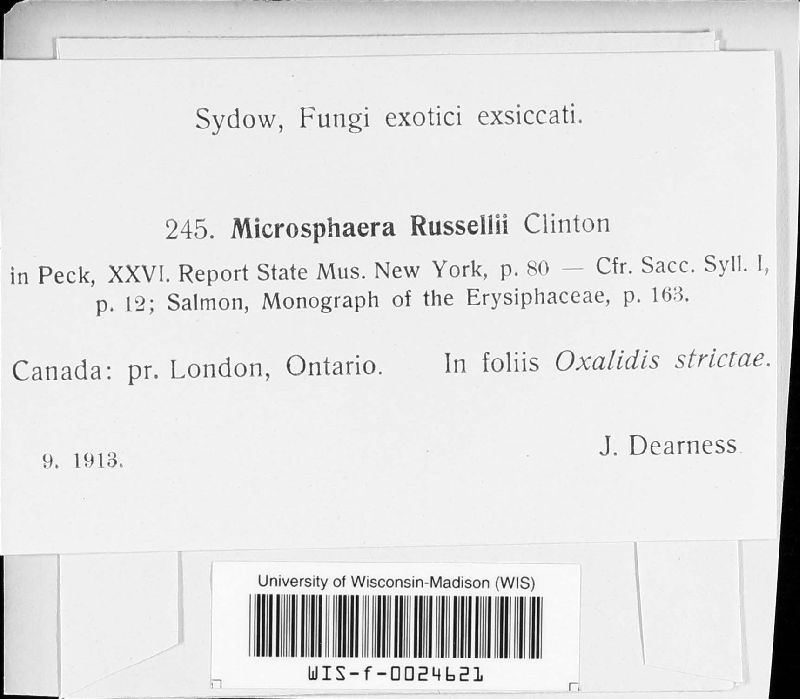 Sydow, Fungi exotici exsiccati.
245. Microsphaera Russellii Clinton
in Peck, XXVI. Report State Mus. New York, p. 80 — Cfr. Sacc. Syll. I,
p. 12; Salmon, Monograph of the Erysiphaceae, p. 163.
Canada: pr. London, Ontario. In foliis Oxalidis strictae.
9. 1913. J. Dearness
University of Wisconsin-Madison (WIS)
WIS-f-0024621